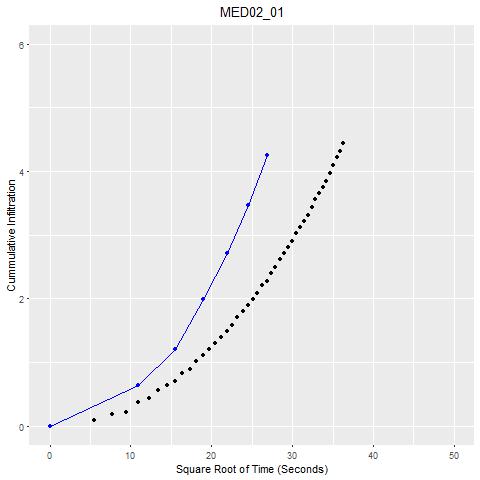 MED02_01
6
4
2
0
Cummulative Infiltration
0 10 20 30 40 50
Square Root of Time (Seconds)